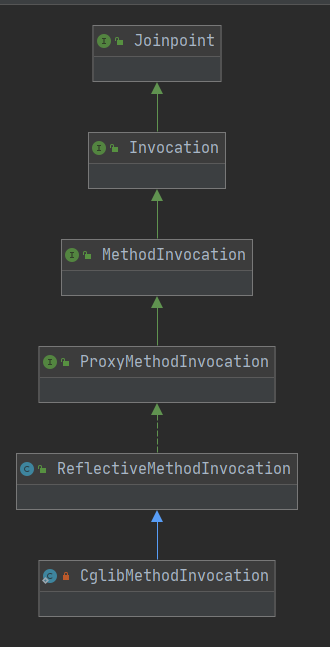 I Joinpoint
I Invocation
I MethodInvocation
I ProxyMethodInvocation
C ReflectiveMethodInvocation
C CglibMethodInvocation